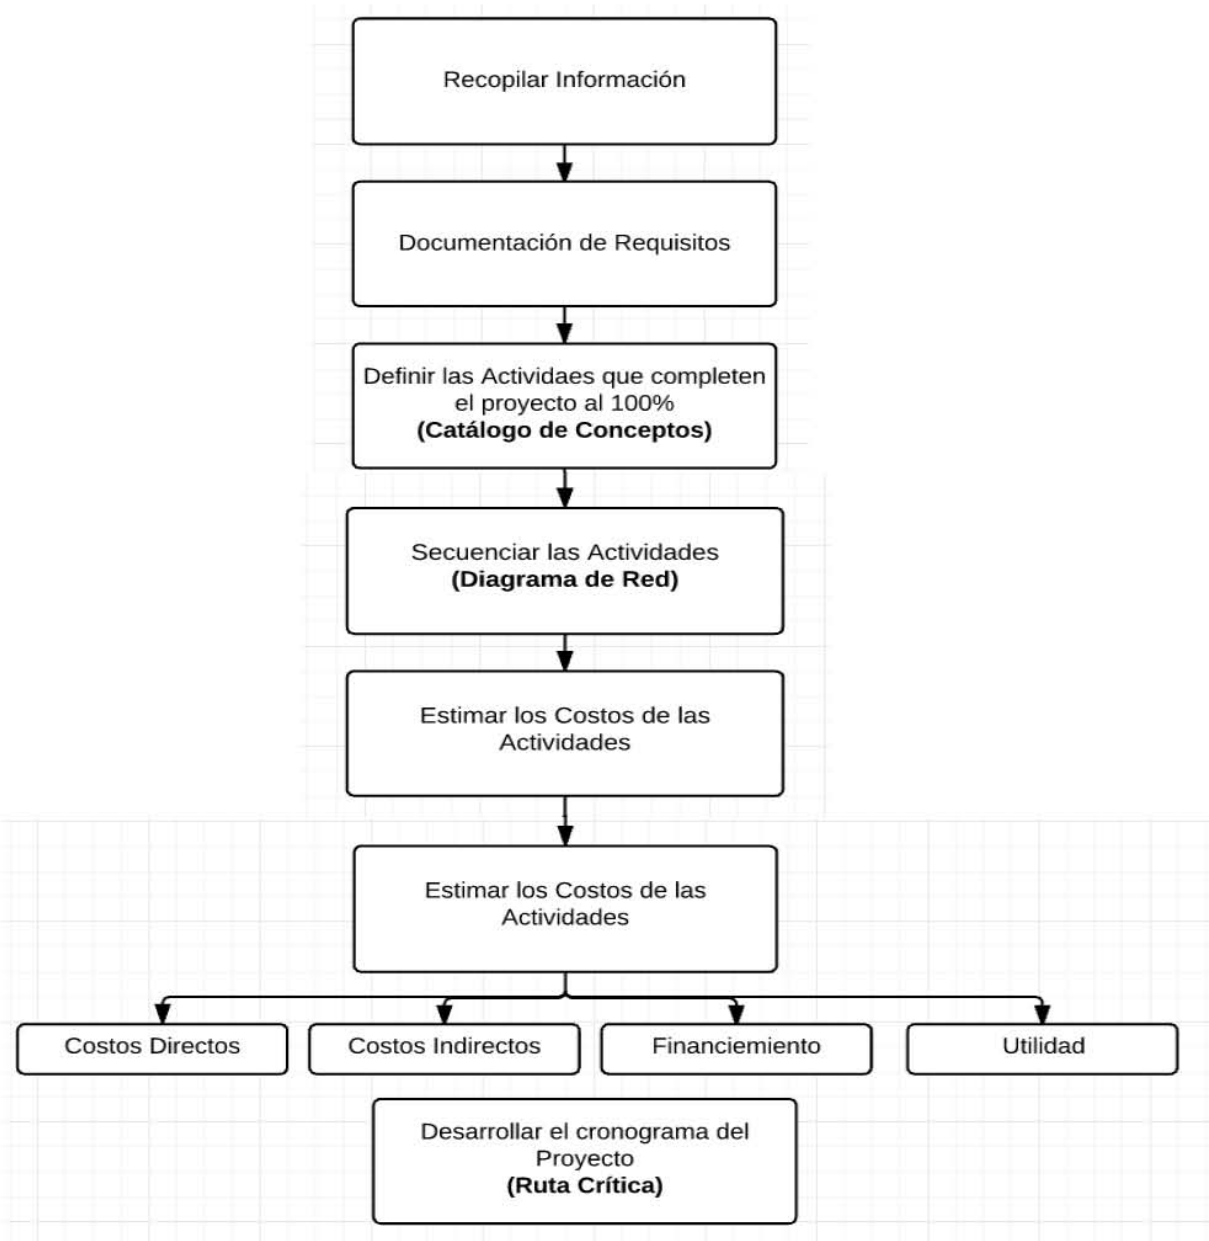 Recopilar Información
Documentación de Requisitos
Definir las Actividaes que completen
el proyecto al 100%
(Catálogo de Conceptos)
Secuenciar las Actividades
(Diagrama de Red)
Estimar los Costos de las
Actividades
Estimar los Costos de las
Actividades
Costos Directos
Costos Indirectos
Financiemiento
Utilidad
Desarrollar el cronograma del
Proyecto
(Ruta Crítica)